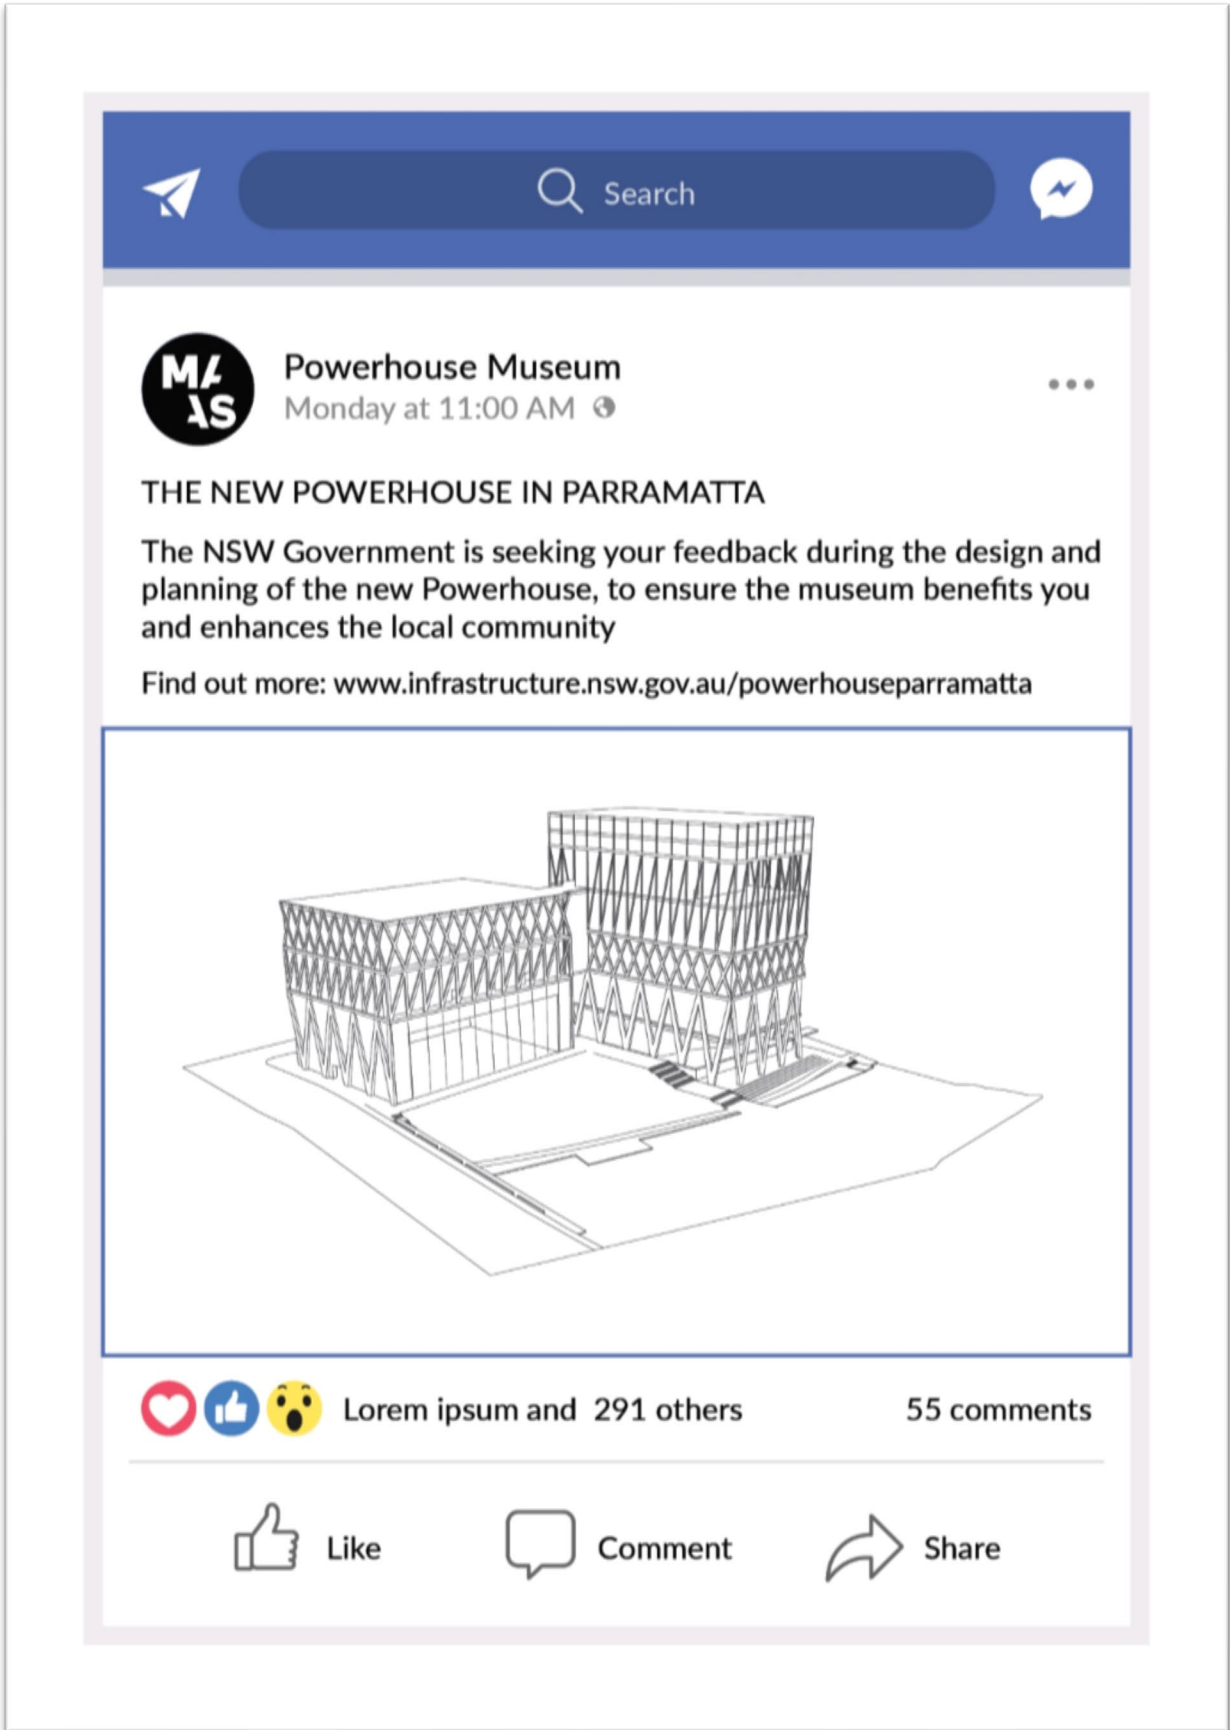 Search
MA
AS
Powerhouse Museum
Monday at 11:00 AM
THE NEW POWERHOUSE IN PARRAMATTA
The NSW Government is seeking your feedback during the design and
planning of the new Powerhouse, to ensure the museum benefits you
and enhances the local community
Find out more: www.infrastructure.nsw.gov.au/powerhouseparramatta
Lorem ipsum and 291 others
55 comments
Like
Comment
Share